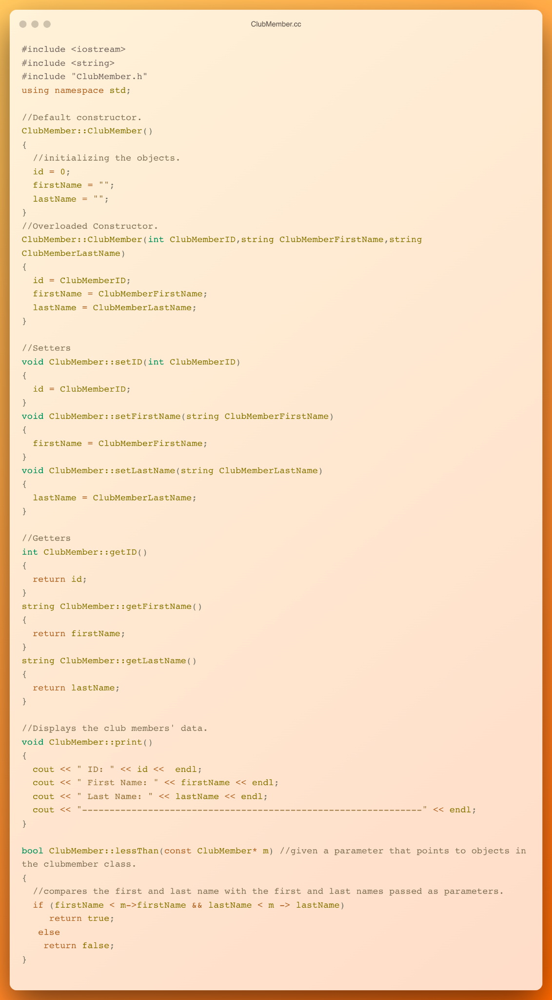 ClubMember.cc
#include <iostream>
#include <string>
#include "ClubMember.h"
using namespace std;

//Default constructor.
ClubMember::ClubMember()
{
  //initializing the objects.
  id = 0;
  firstName = "";
  lastName = "";
}
//Overloaded Constructor.
ClubMember::ClubMember(int ClubMemberID,string ClubMemberFirstName,string
ClubMemberLastName)
{
  id = ClubMemberID;
  firstName = ClubMemberFirstName;
  lastName = ClubMemberLastName;
}

//Setters
void ClubMember::setID(int ClubMemberID)
{
  id = ClubMemberID;
}
void ClubMember::setFirstName(string ClubMemberFirstName)
{
  firstName = ClubMemberFirstName;
}
void ClubMember::setLastName(string ClubMemberLastName)
{
  lastName = ClubMemberLastName;
}

//Getters
int ClubMember::getID()
{
  return id;
}
string ClubMember::getFirstName()
{
  return firstName;
}
string ClubMember::getLastName()
{
  return lastName;
}

//Displays the club members' data.
void ClubMember::print()
{
  cout << " ID: " << id <<  endl;
  cout << " First Name: " << firstName << endl;
  cout << " Last Name: " << lastName << endl;
  cout << "--------------------------------------------------------------" << endl;
}

bool ClubMember::lessThan(const ClubMember* m) //given a parameter that points to objects in
the clubmember class.
{
  //compares the first and last name with the first and last names passed as parameters.
  if (firstName < m->firstName && lastName < m -> lastName)
     return true;
   else
    return false;
}